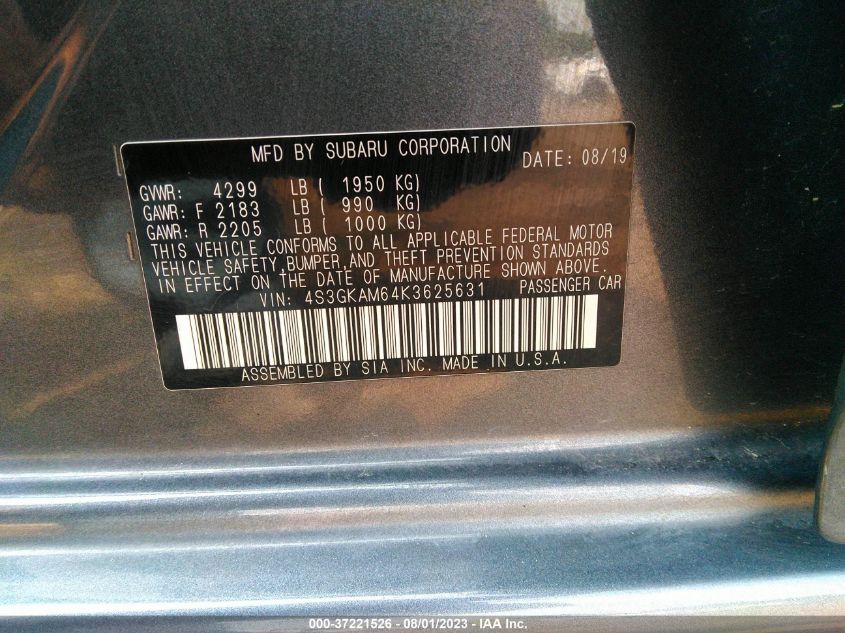 MFD BY SUBARU CORPORATION DATE: 08/19
GVWR: 4299 LB ( 1950 KG)
GAWR: F 2183 LB ( 990 KG)
GAWR: R 2205 LB ( 1000 KG)
THIS VEHICLE CONFORMS TO ALL APPLICABLE FEDERAL MOTOR
VEHICLE SAFETY, BUMPER, AND THEFT PREVENTION STANDARDS
IN EFFECT ON THE DATE OF MANUFACTURE SHOWN ABOVE.
VIN: 4S3GKAM64K3625631 PASSENGER CAR
ASSEMBLED BY SIA INC. MADE IN U.S.A.
000-37221526 - 08/01/2023 - IAA Inc.